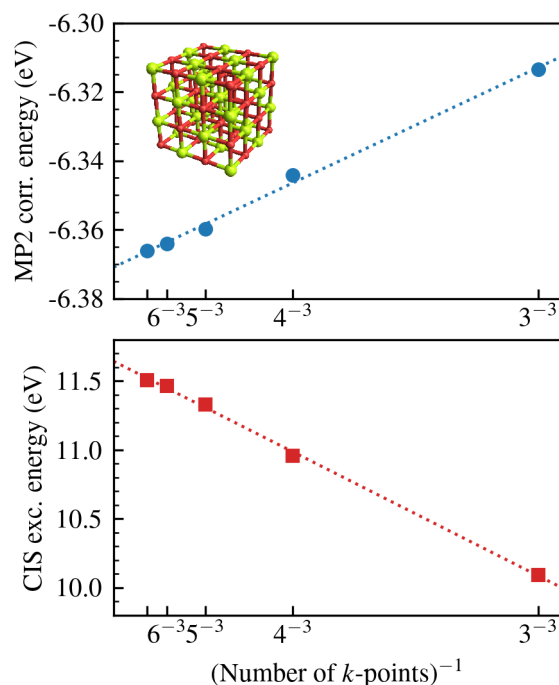 -6.30
-6.32
-6.34
-6.36
-6.38
MP2 corr. energy (eV)
6⁻³ 5⁻³ 4⁻³ 3⁻³
11.5
11.0
10.5
10.0
CIS exc. energy (eV)
6⁻³ 5⁻³ 4⁻³ 3⁻³
(Number of k-points)⁻¹